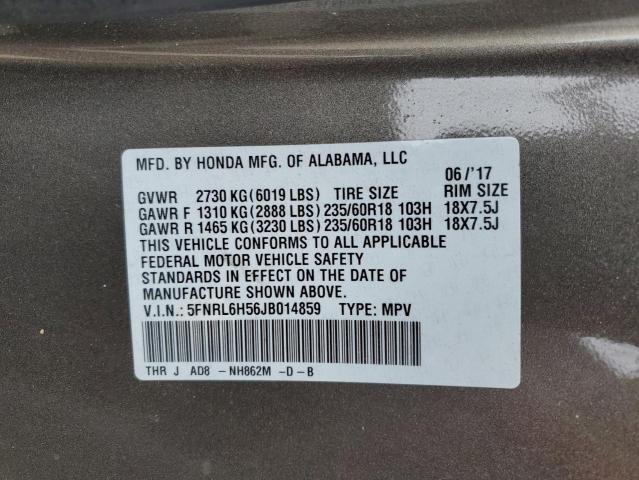 MFD. BY HONDA MFG. OF ALABAMA, LLC 06/'17
GVWR 2730 KG(6019 LBS) TIRE SIZE RIM SIZE
GAWR F 1310 KG(2888 LBS)235/60R18 103H 18X7.5J
GAWR R 1465 KG(3230 LBS)235/60R18 103H 18X7.5J
THIS VEHICLE CONFORMS TO ALL APPLICABLE
FEDERAL MOTOR VEHICLE SAFETY
STANDARDS IN EFFECT ON THE DATE OF
MANUFACTURE SHOWN ABOVE.
V.I.N.: 5FNRL6H56JB014859 TYPE: MPV
THR J AD8 -NH862M -D-B